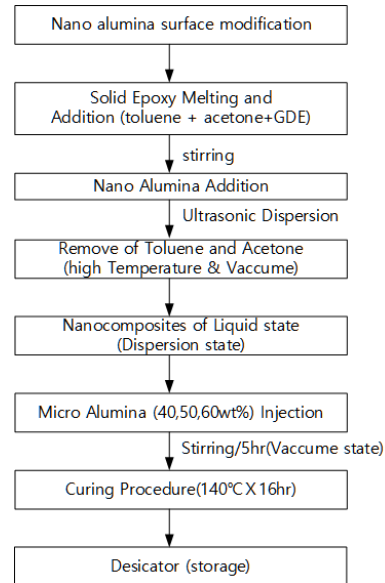 Nano alumina surface modification
Solid Epoxy Melting and
Addition (toluene + acetone+GDE)
stirring
Nano Alumina Addition
Ultrasonic Dispersion
Remove of Toluene and Acetone
(high Temperature & Vaccume)
Nanocomposites of Liquid state
(Dispersion state)
Micro Alumina (40,50,60wt%) Injection
Stirring/5hr(Vaccume state)
Curing Procedure(140℃ X 16hr)
Desicator (storage)